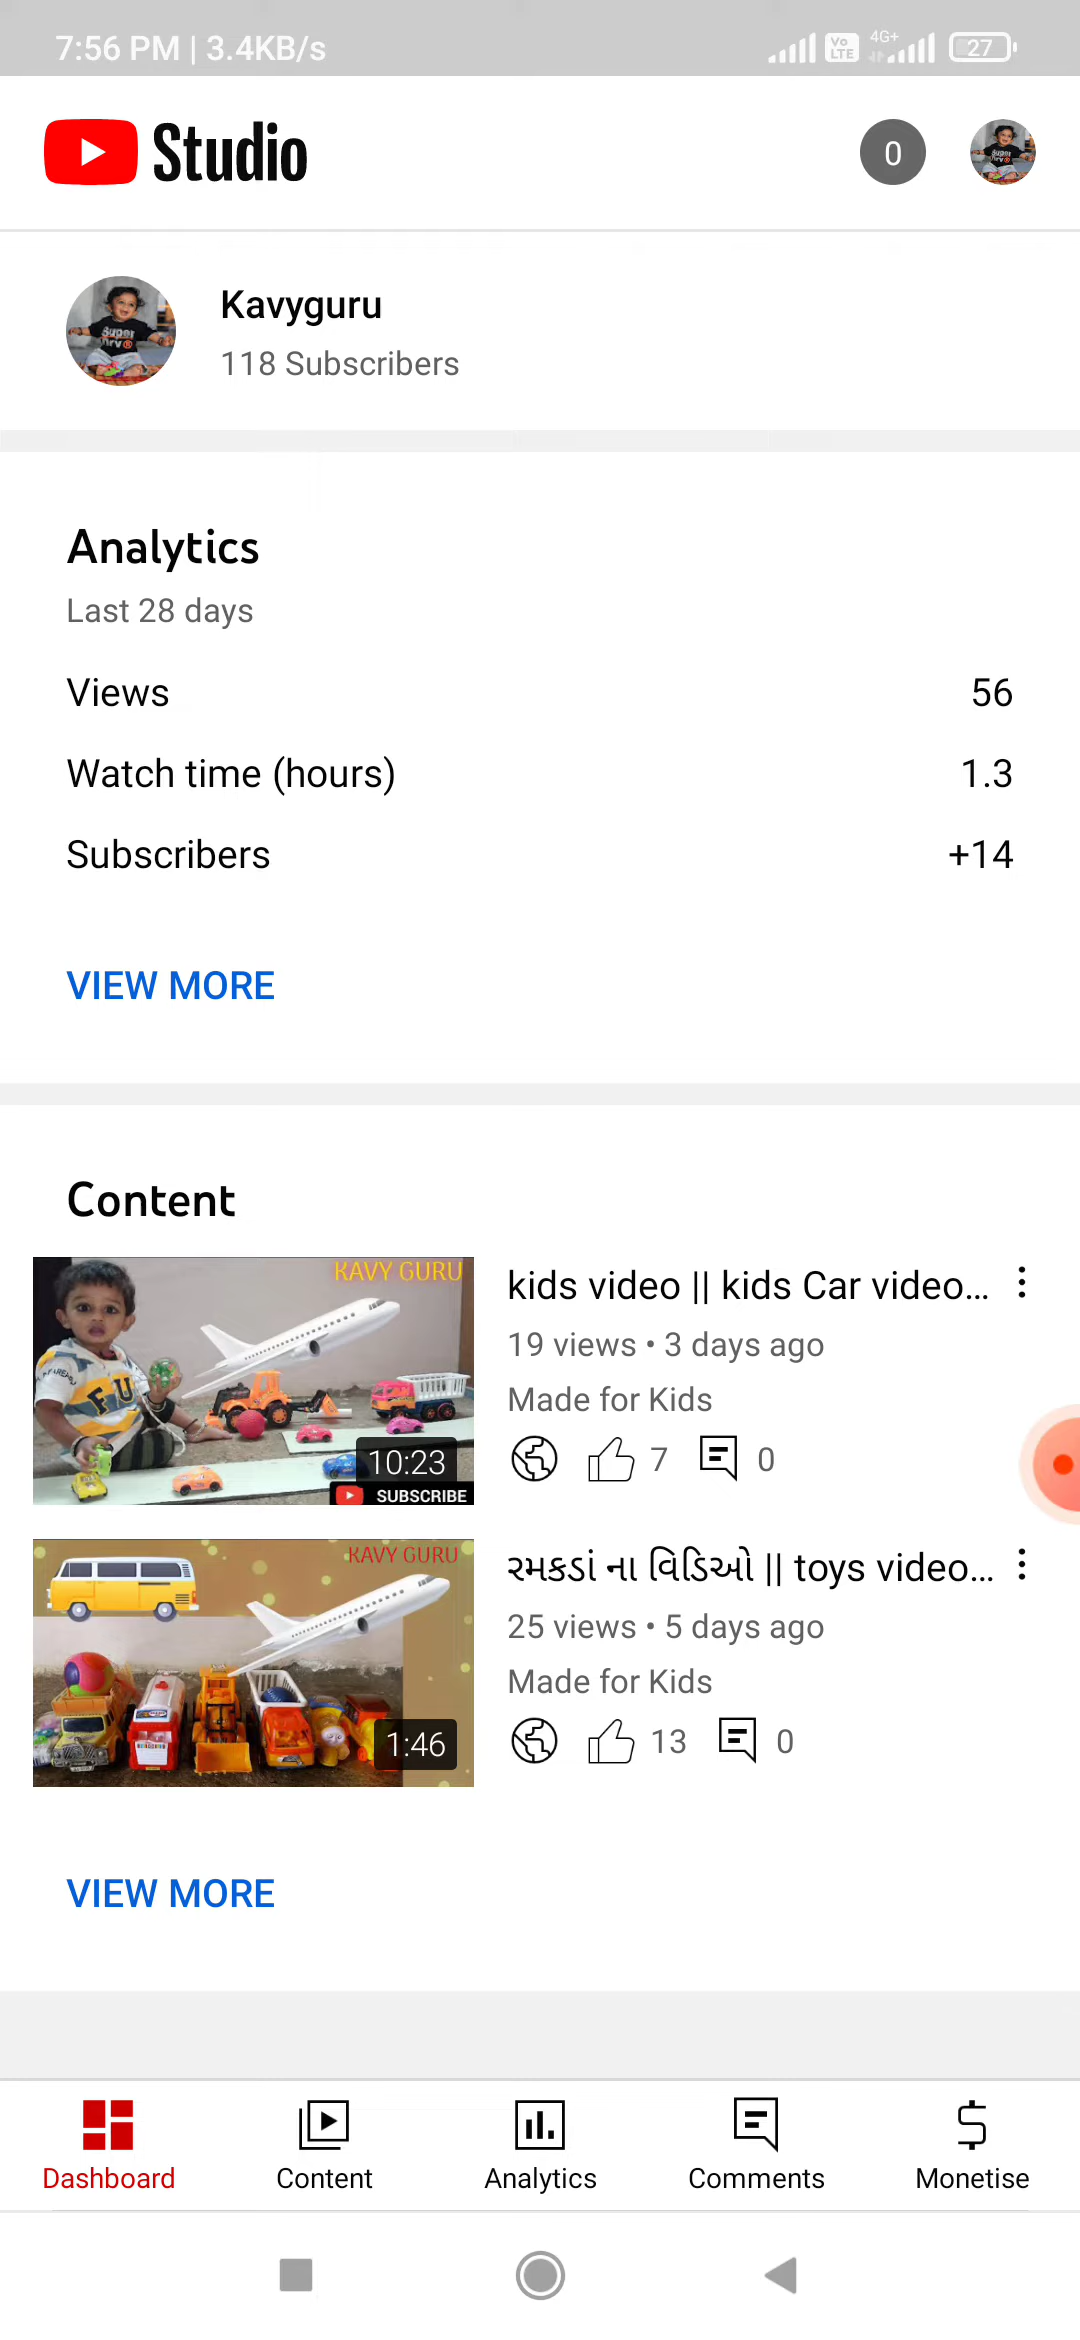 7:56 PM | 3.4KB/s
Vo LTE 4G+ 27
Studio
0
Kavyguru
118 Subscribers
Analytics
Last 28 days
Views 56
Watch time (hours) 1.3
Subscribers +14
VIEW MORE
Content
KAVY GURU
10:23
SUBSCRIBE
kids video || kids Car video...
19 views • 3 days ago
Made for Kids
7 0
KAVY GURU
1:46
રમકડાં ના વિડિઓ || toys video...
25 views • 5 days ago
Made for Kids
13 0
VIEW MORE
Dashboard Content Analytics Comments Monetise